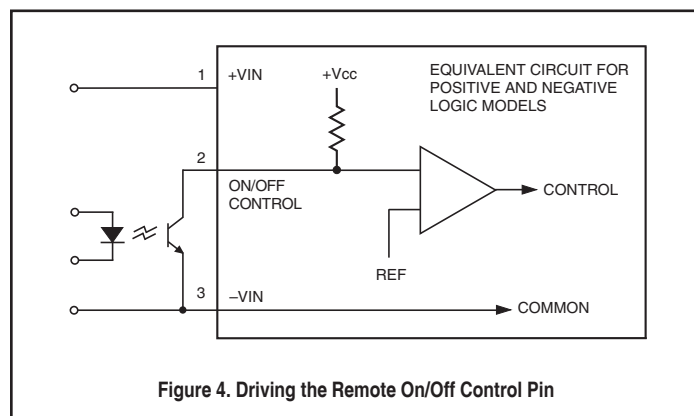 EQUIVALENT CIRCUIT FOR
POSITIVE AND NEGATIVE
LOGIC MODELS
1
+VIN
+Vcc
2
ON/OFF
CONTROL
CONTROL
REF
3
–VIN
COMMON
Figure 4. Driving the Remote On/Off Control Pin